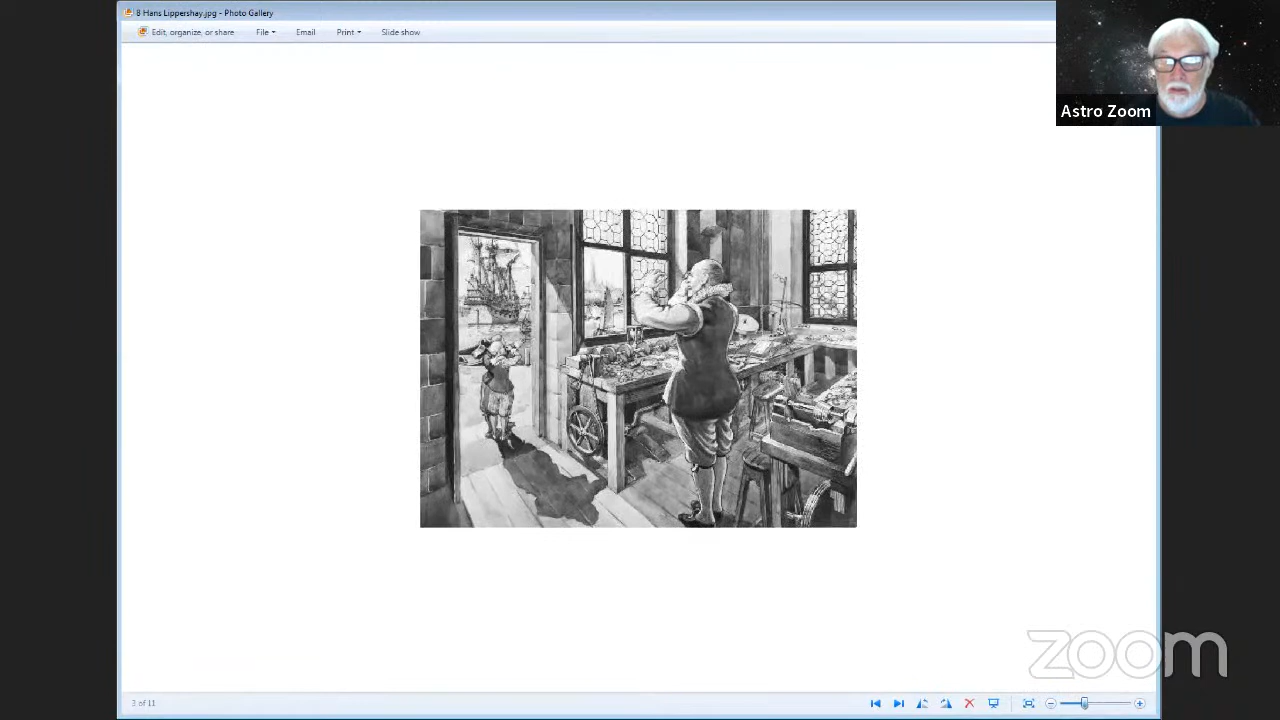 8 Hans Lippershay.jpg - Photo Gallery
Edit, organize, or share File Email Print Slide show
Astro Zoom
zoom
3 of 11